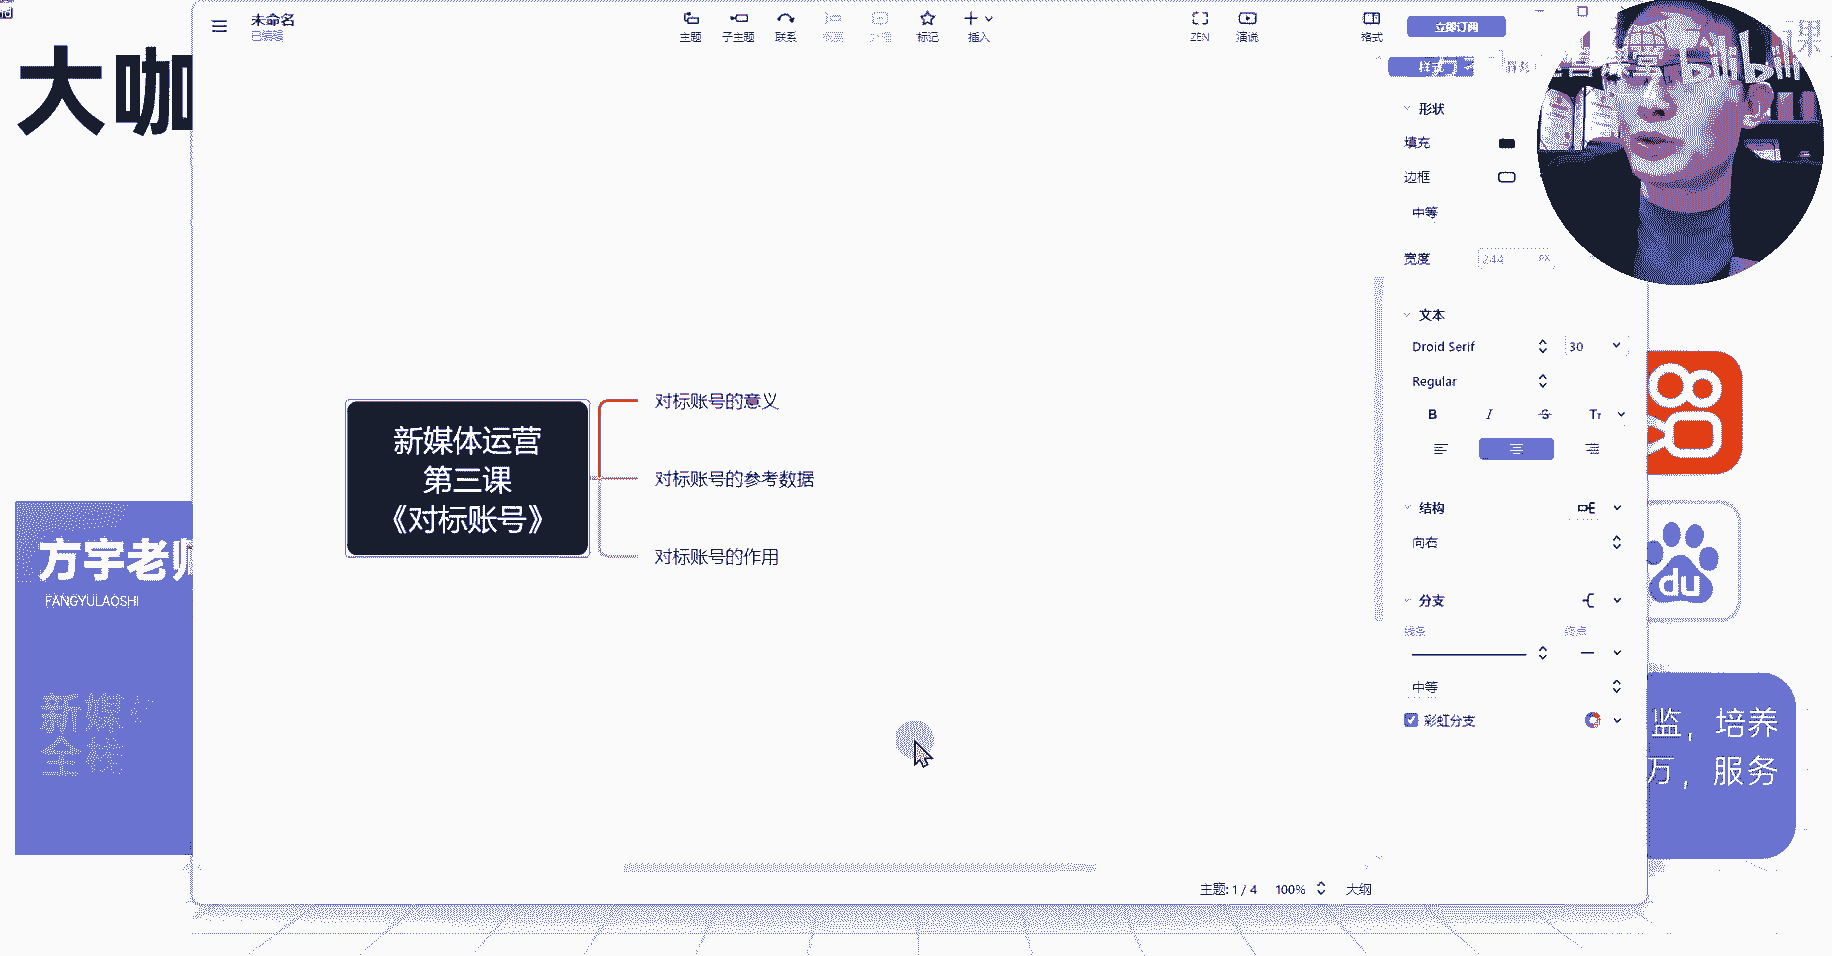 未命名
已编辑
主题
子主题
联系
标记
插入
ZEN
演说
格式
立即订阅
大咖
课
样式
bilibili
形状
填充
边框
中等
宽度
244
PX
文本
Droid Serif
30
Regular
B
I
S
Tт
结构
向右
分支
线条
终点
中等
彩虹分支
新媒体运营
第三课
《对标账号》
对标账号的意义
对标账号的参考数据
对标账号的作用
方宇老师
FANGYULAOSHI
新媒体
全栈
du
监，培养
万，服务
主题: 1 / 4
100%
大纲